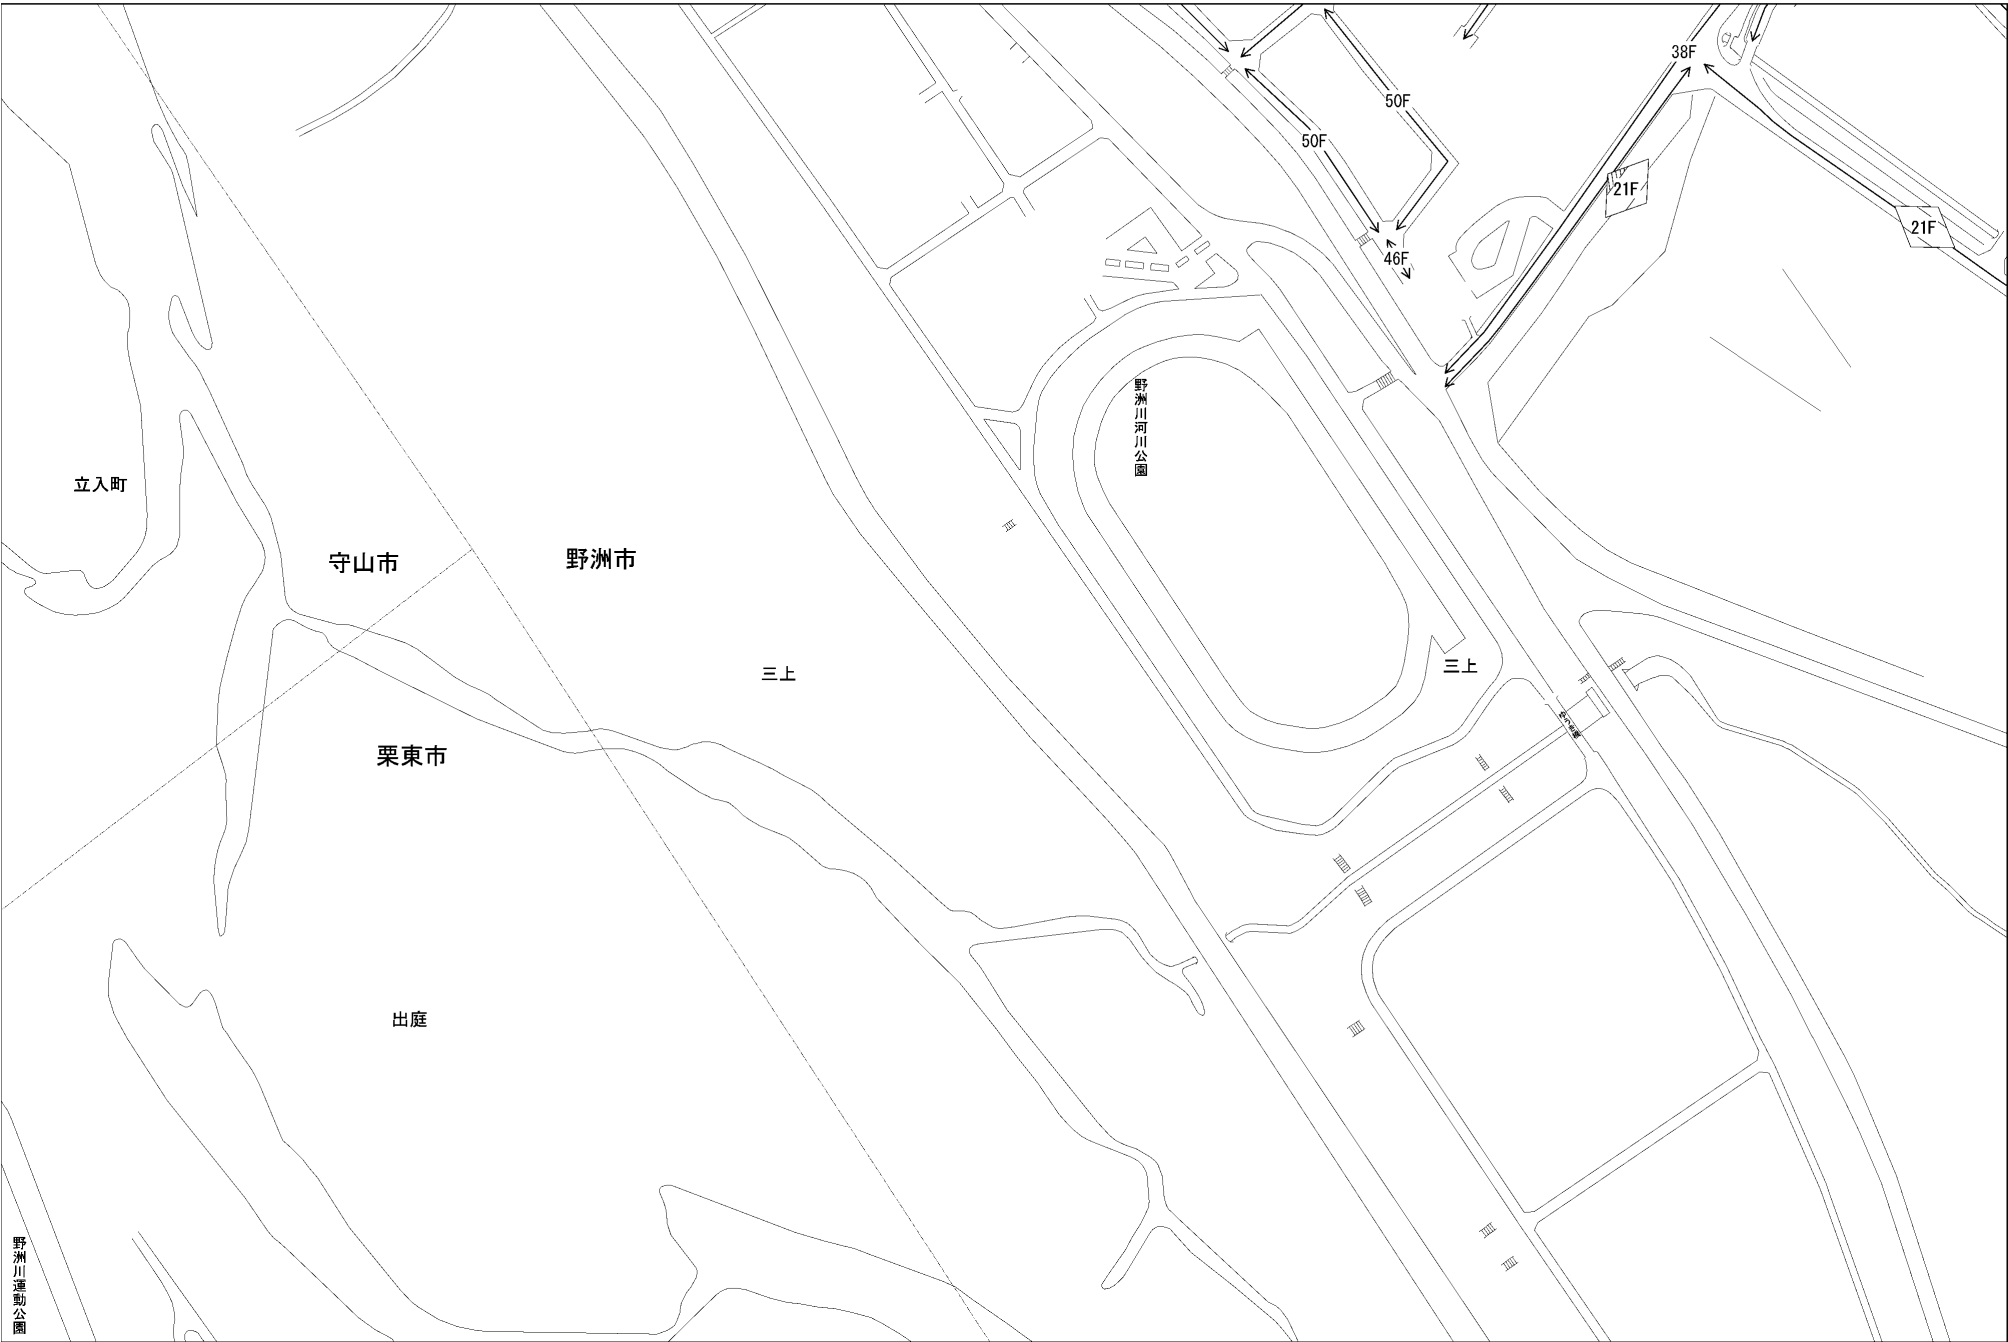 38F
50F
50F
21F
21F
46F
野洲川河川公園
立入町
守山市
野洲市
三上
三上
栗東市
出庭
野洲川運動公園